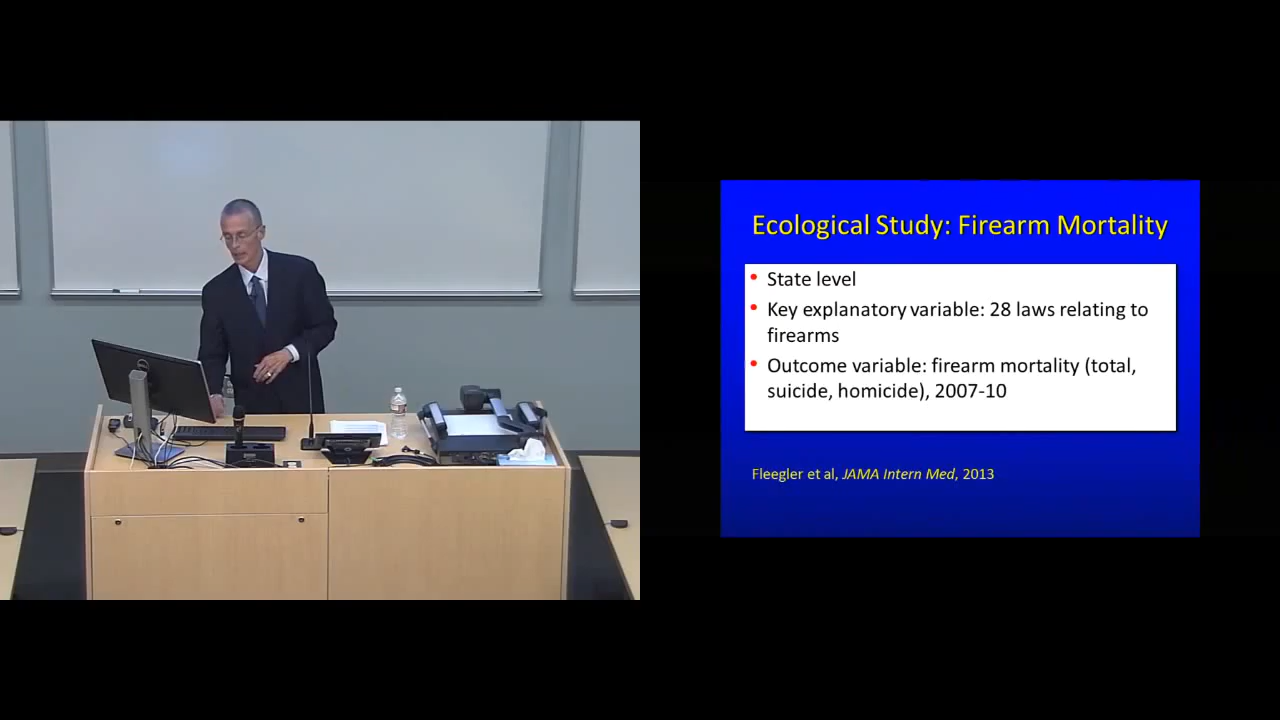 Ecological Study: Firearm Mortality
• State level
• Key explanatory variable: 28 laws relating to
firearms
• Outcome variable: firearm mortality (total,
suicide, homicide), 2007-10
Fleegler et al, JAMA Intern Med, 2013